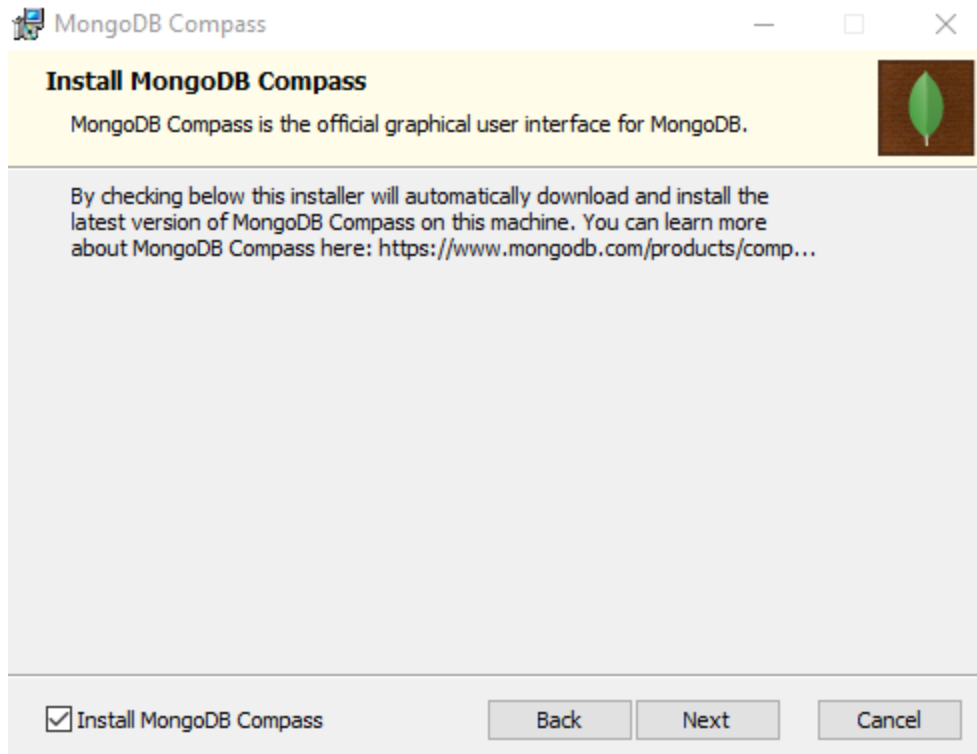 MongoDB Compass
Install MongoDB Compass
MongoDB Compass is the official graphical user interface for MongoDB.
By checking below this installer will automatically download and install the
latest version of MongoDB Compass on this machine. You can learn more
about MongoDB Compass here: https://www.mongodb.com/products/comp...
Install MongoDB Compass
Back
Next
Cancel